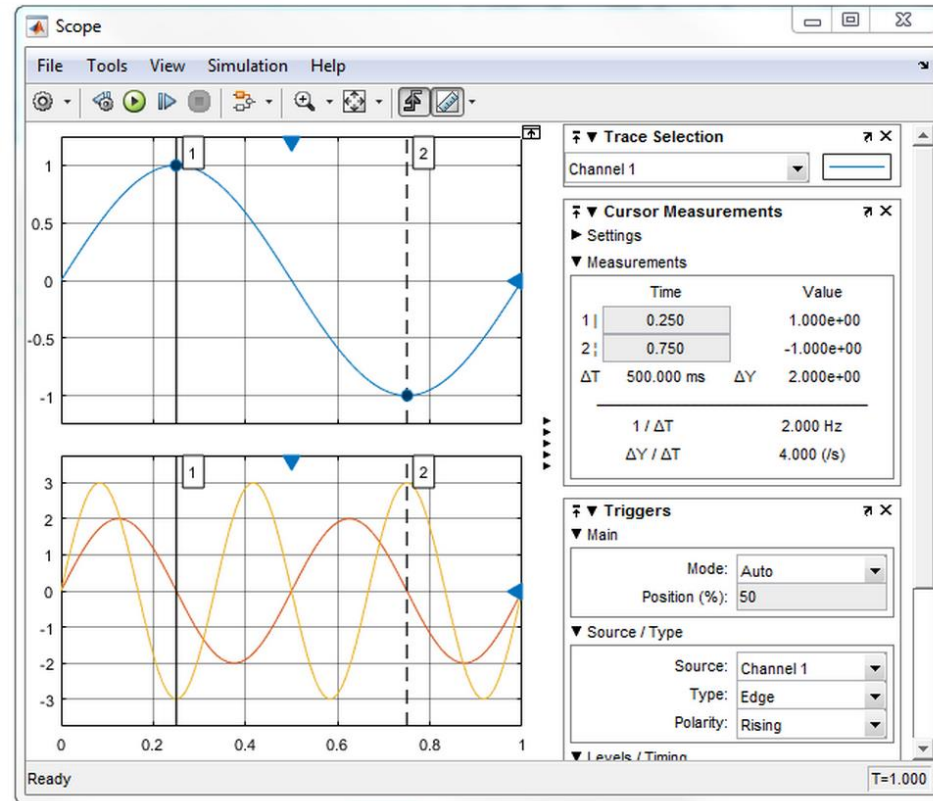 Scope
File Tools View Simulation Help
1
0.5
0
-0.5
-1
1
2
3
2
1
0
-1
-2
-3
1
2
0 0.2 0.4 0.6 0.8 1
Trace Selection
Channel 1
Cursor Measurements
Settings
Measurements
Time Value
1 | 0.250 1.000e+00
2 ¦ 0.750 -1.000e+00
ΔT 500.000 ms ΔY 2.000e+00
1 / ΔT 2.000 Hz
ΔY / ΔT 4.000 (/s)
Triggers
Main
Mode: Auto
Position (%): 50
Source / Type
Source: Channel 1
Type: Edge
Polarity: Rising
Levels / Timing
Ready T=1.000